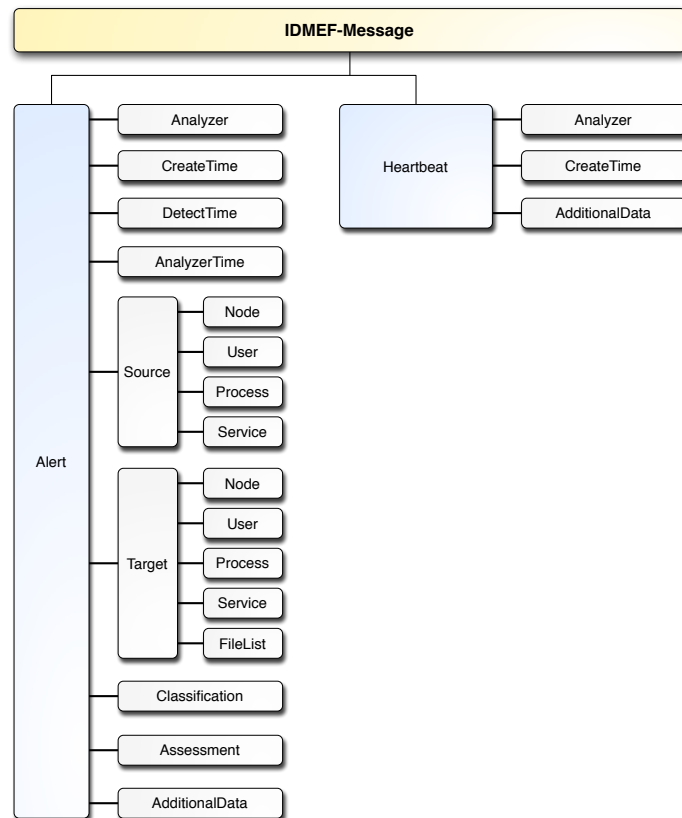 IDMEF-Message
Alert
Analyzer
CreateTime
DetectTime
AnalyzerTime
Source
Node
User
Process
Service
Target
Node
User
Process
Service
FileList
Classification
Assessment
AdditionalData
Heartbeat
Analyzer
CreateTime
AdditionalData